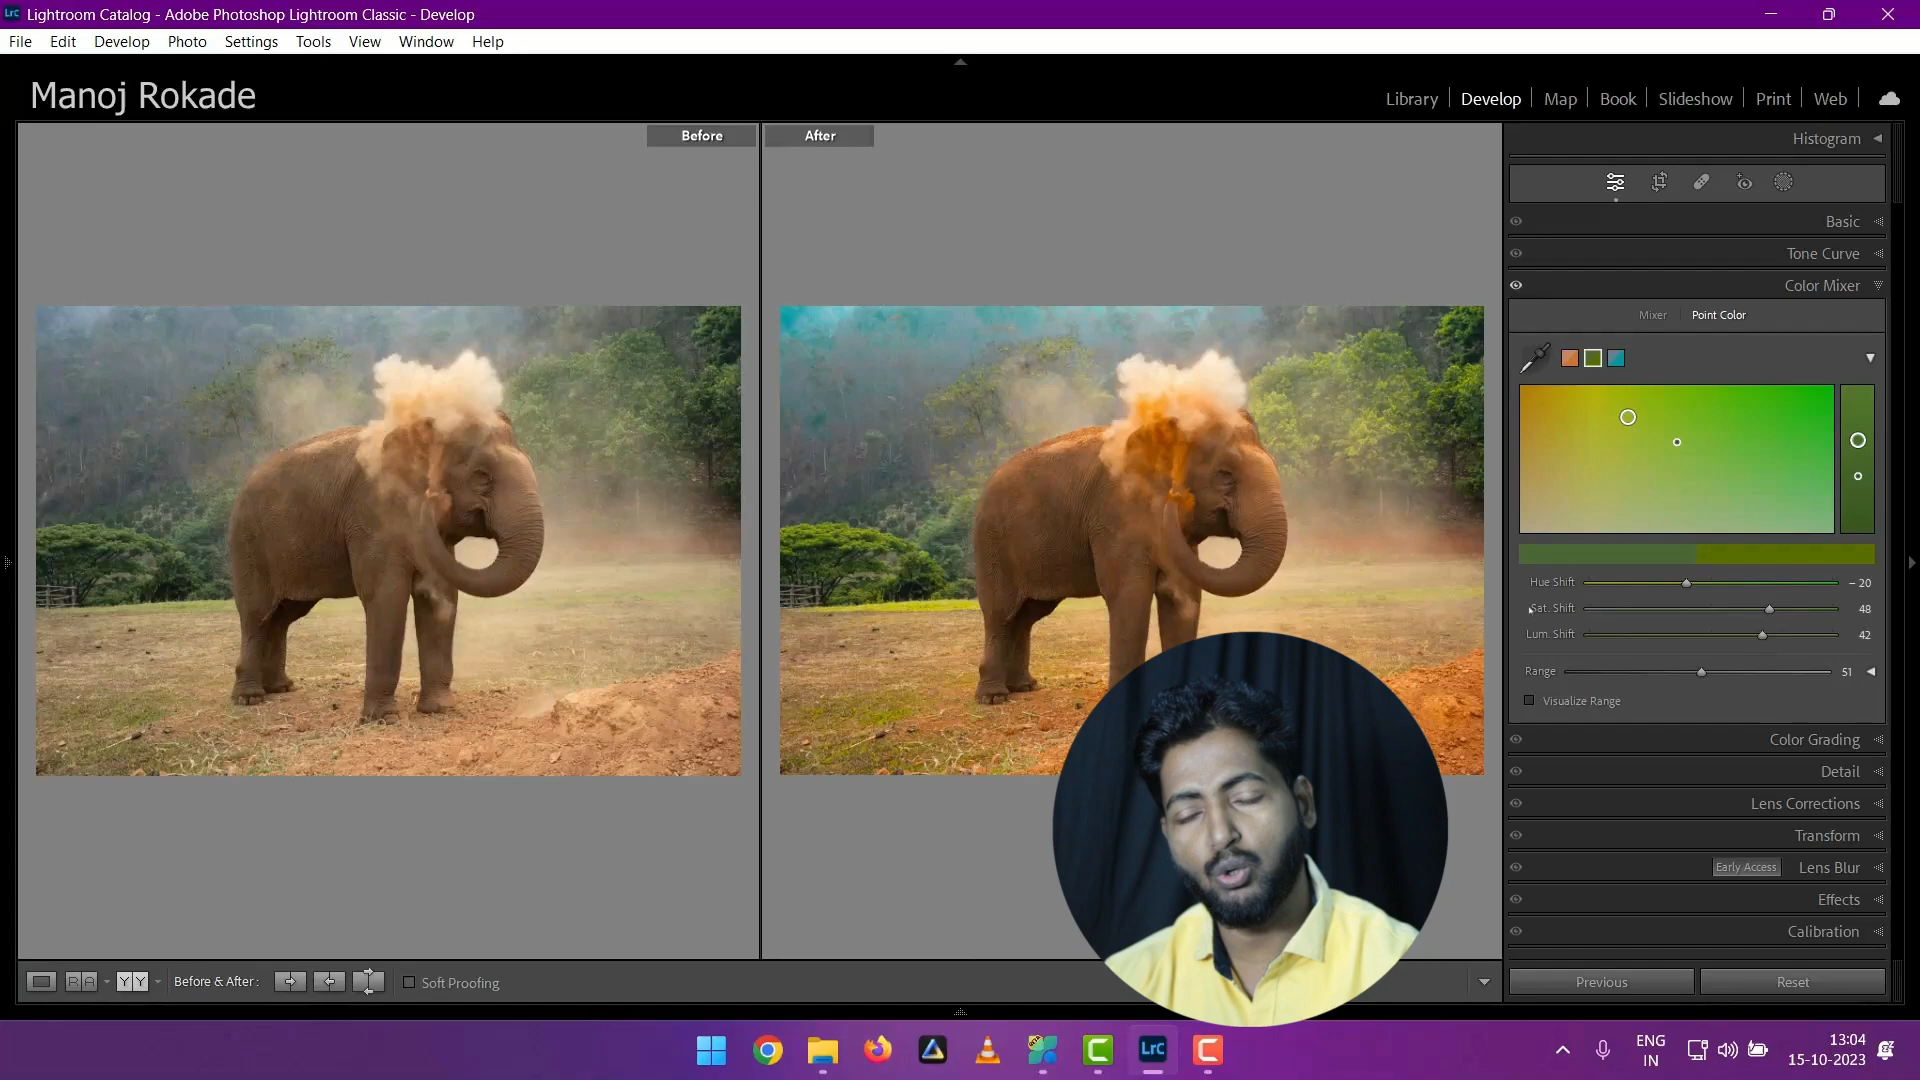 Lightroom Catalog - Adobe Photoshop Lightroom Classic - Develop
File Edit Develop Photo Settings Tools View Window Help
Manoj Rokade
Library Develop Map Book Slideshow Print Web
Before After
Histogram
Basic
Tone Curve
Color Mixer
Mixer Point Color
Hue Shift - 20
Sat. Shift 48
Lum. Shift 42
Range 51
Visualize Range
Color Grading
Detail
Lens Corrections
Transform
Early Access Lens Blur
Effects
Calibration
R A Y Y Before & After : Soft Proofing
Previous Reset
LrC
ENG
IN
13:04
15-10-2023